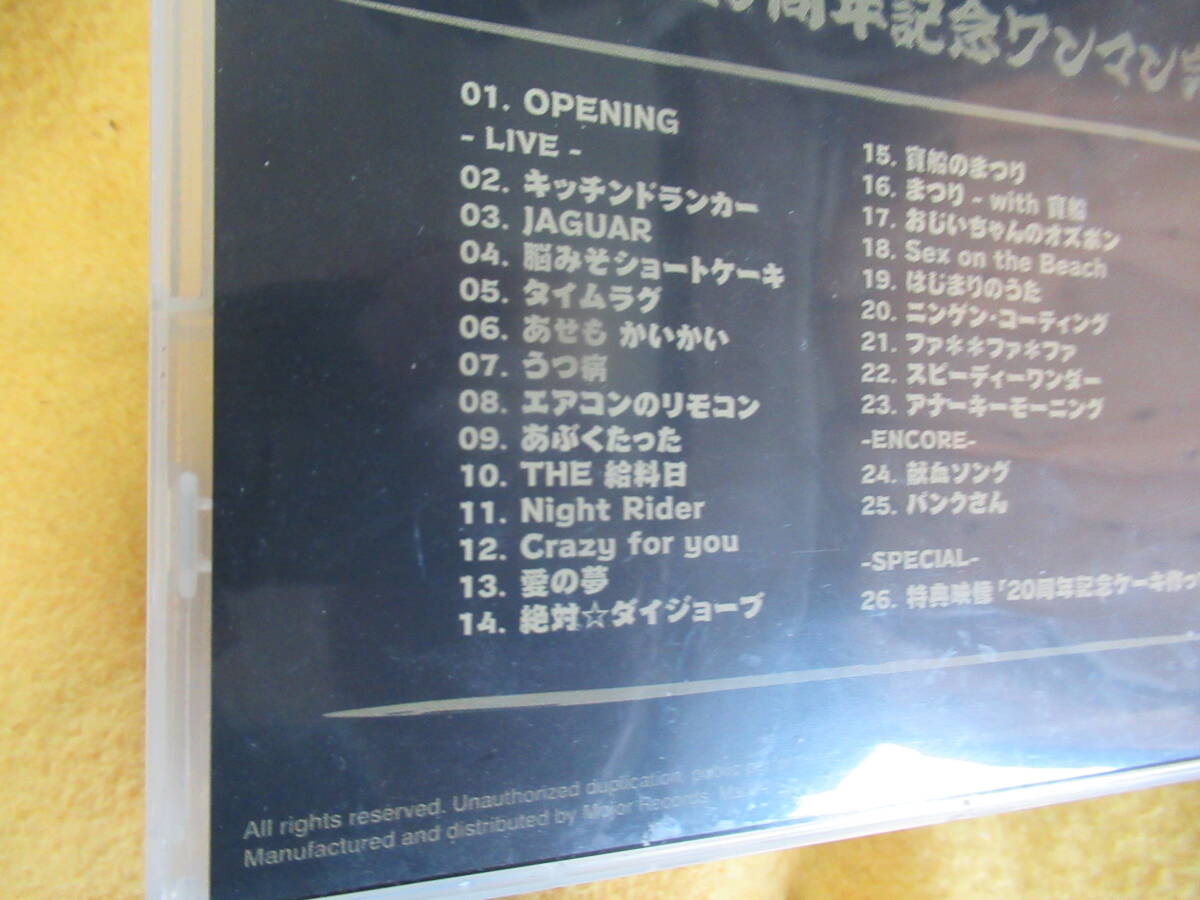 周年記念ワンマン
01. OPENING
- LIVE -
02. キッチンドランカー
03. JAGUAR
04. 脳みそショートケーキ
05. タイムラグ
06. あせも かいかい
07. うつ病
08. エアコンのリモコン
09. あぶくたった
10. THE 給料日
11. Night Rider
12. Crazy for you
13. 愛の夢
14. 絶対☆ダイジョーブ
15.寳船のまつり
16. まつり - with 寳船
17. おじいちゃんのオズボン
18. Sex on the Beach
19. はじまりのうた
20. ニンゲン・コーティング
21. ファ＊＊ファ＊ファ
22. スピーディーワンダー
23. アナーキーモーニング
-ENCORE-
24. 献血ソング
25. パンクさん
-SPECIAL-
26. 特典映像「20周年記念ケーキ作っ
All rights reserved. Unauthorized duplication, public
Manufactured and distributed by Major Records,